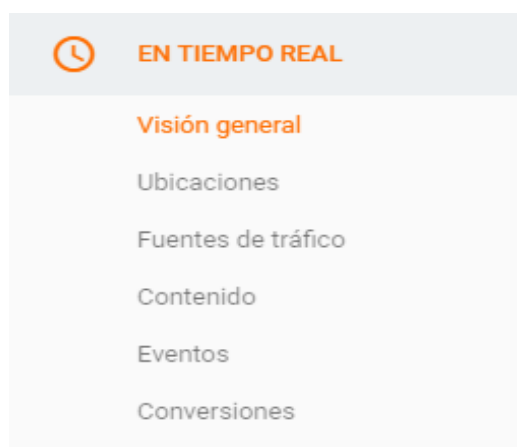 EN TIEMPO REAL
Visión general
Ubicaciones
Fuentes de tráfico
Contenido
Eventos
Conversiones